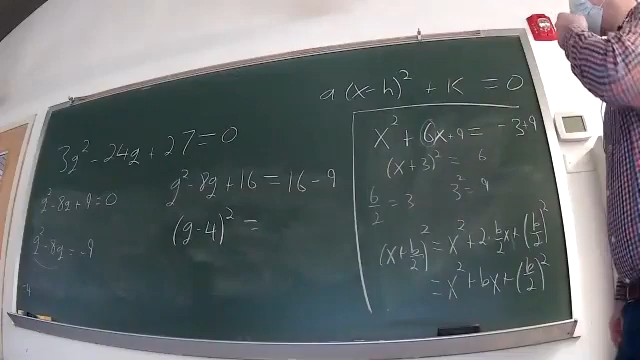 a(x-h)² + K = 0
3g² - 24g + 27 = 0
g² - 8g + 9 = 0
g² - 8g = -9
-4
g² - 8g + 16 = 16 - 9
(g - 4)² =
x² + 6x + 9 = -3 + 9
(x + 3)² = 6
6/2 = 3
3² = 9
(x + b/2)² = x² + 2·b/2x + (b/2)²
= x² + bx + (b/2)²